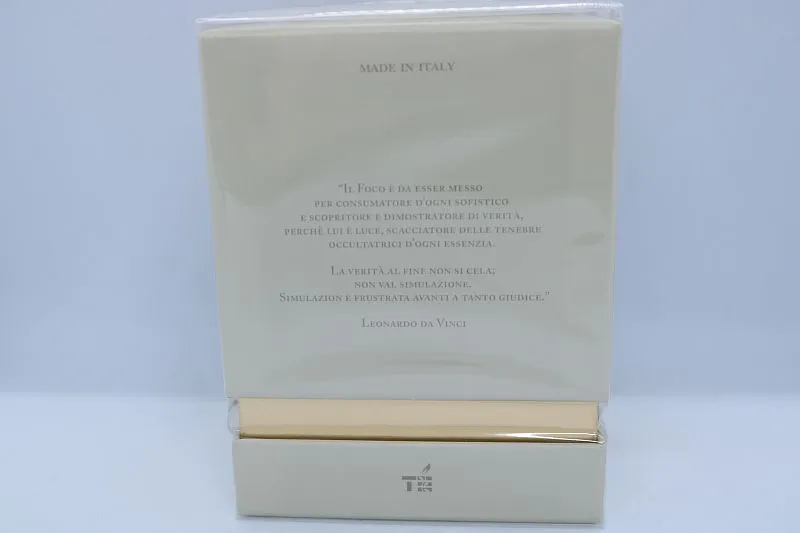 MADE IN ITALY
"IL FOCO È DA ESSER MESSO
PER CONSUMATORE D'OGNI SOFISTICO
E SCOPRITORE E DIMOSTRATORE DI VERITÀ,
PERCHÈ LUI È LUCE, SCACCIATORE DELLE TENEBRE
OCCULTATRICI D'OGNI ESSENZIA.
LA VERITÀ AL FINE NON SI CELA;
NON VAL SIMULAZIONE.
SIMULAZION È FRUSTRATA AVANTI A TANTO GIUDICE."
LEONARDO DA VINCI